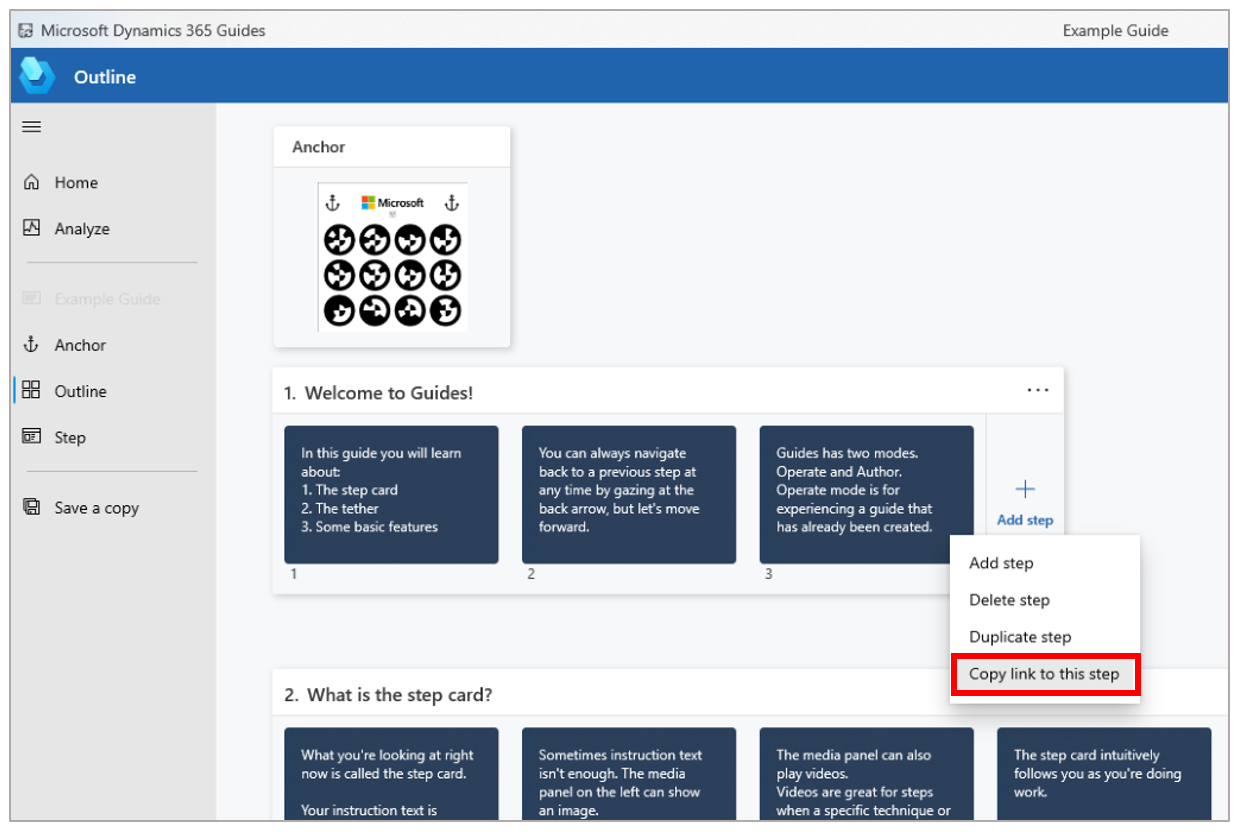 Microsoft Dynamics 365 Guides
Example Guide
Outline
Home
Analyze
Example Guide
Anchor
Outline
Step
Save a copy
Anchor
Microsoft
1. Welcome to Guides!
In this guide you will learn
about:
1. The step card
2. The tether
3. Some basic features
1
You can always navigate
back to a previous step at
any time by gazing at the
back arrow, but let's move
forward.
2
Guides has two modes.
Operate and Author.
Operate mode is for
experiencing a guide that
has already been created.
3
Add step
Add step
Delete step
Duplicate step
Copy link to this step
2. What is the step card?
What you're looking at right
now is called the step card.
Your instruction text is
Sometimes instruction text
isn't enough. The media
panel on the left can show
an image.
The media panel can also
play videos.
Videos are great for steps
when a specific technique or
The step card intuitively
follows you as you're doing
work.